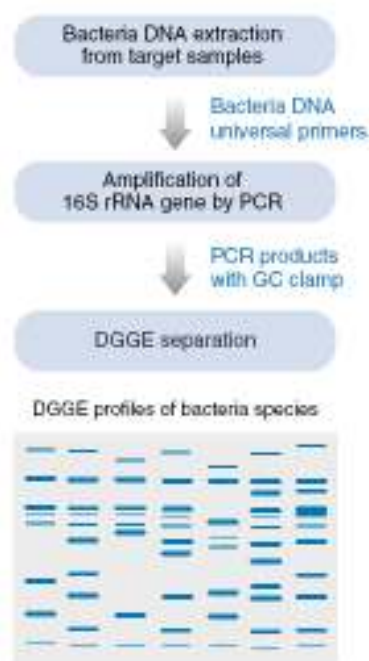 Bacteria DNA extraction
from target samples
Bacteria DNA
universal primers
Amplification of
16S rRNA gene by PCR
PCR products
with GC clamp
DGGE separation
DGGE profiles of bacteria species